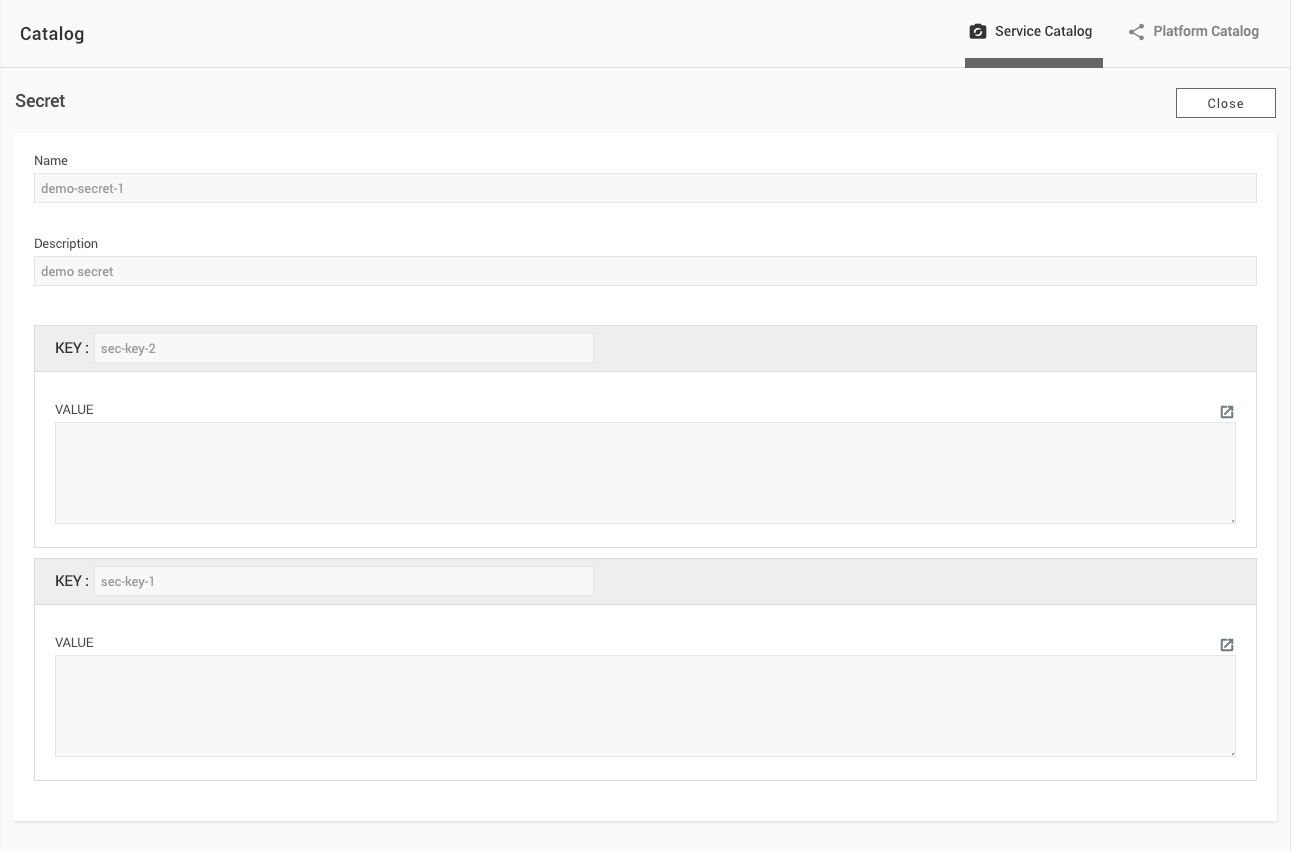 Catalog
Service Catalog
Platform Catalog
Secret
Close
Name
demo-secret-1
Description
demo secret
KEY : sec-key-2
VALUE
KEY : sec-key-1
VALUE